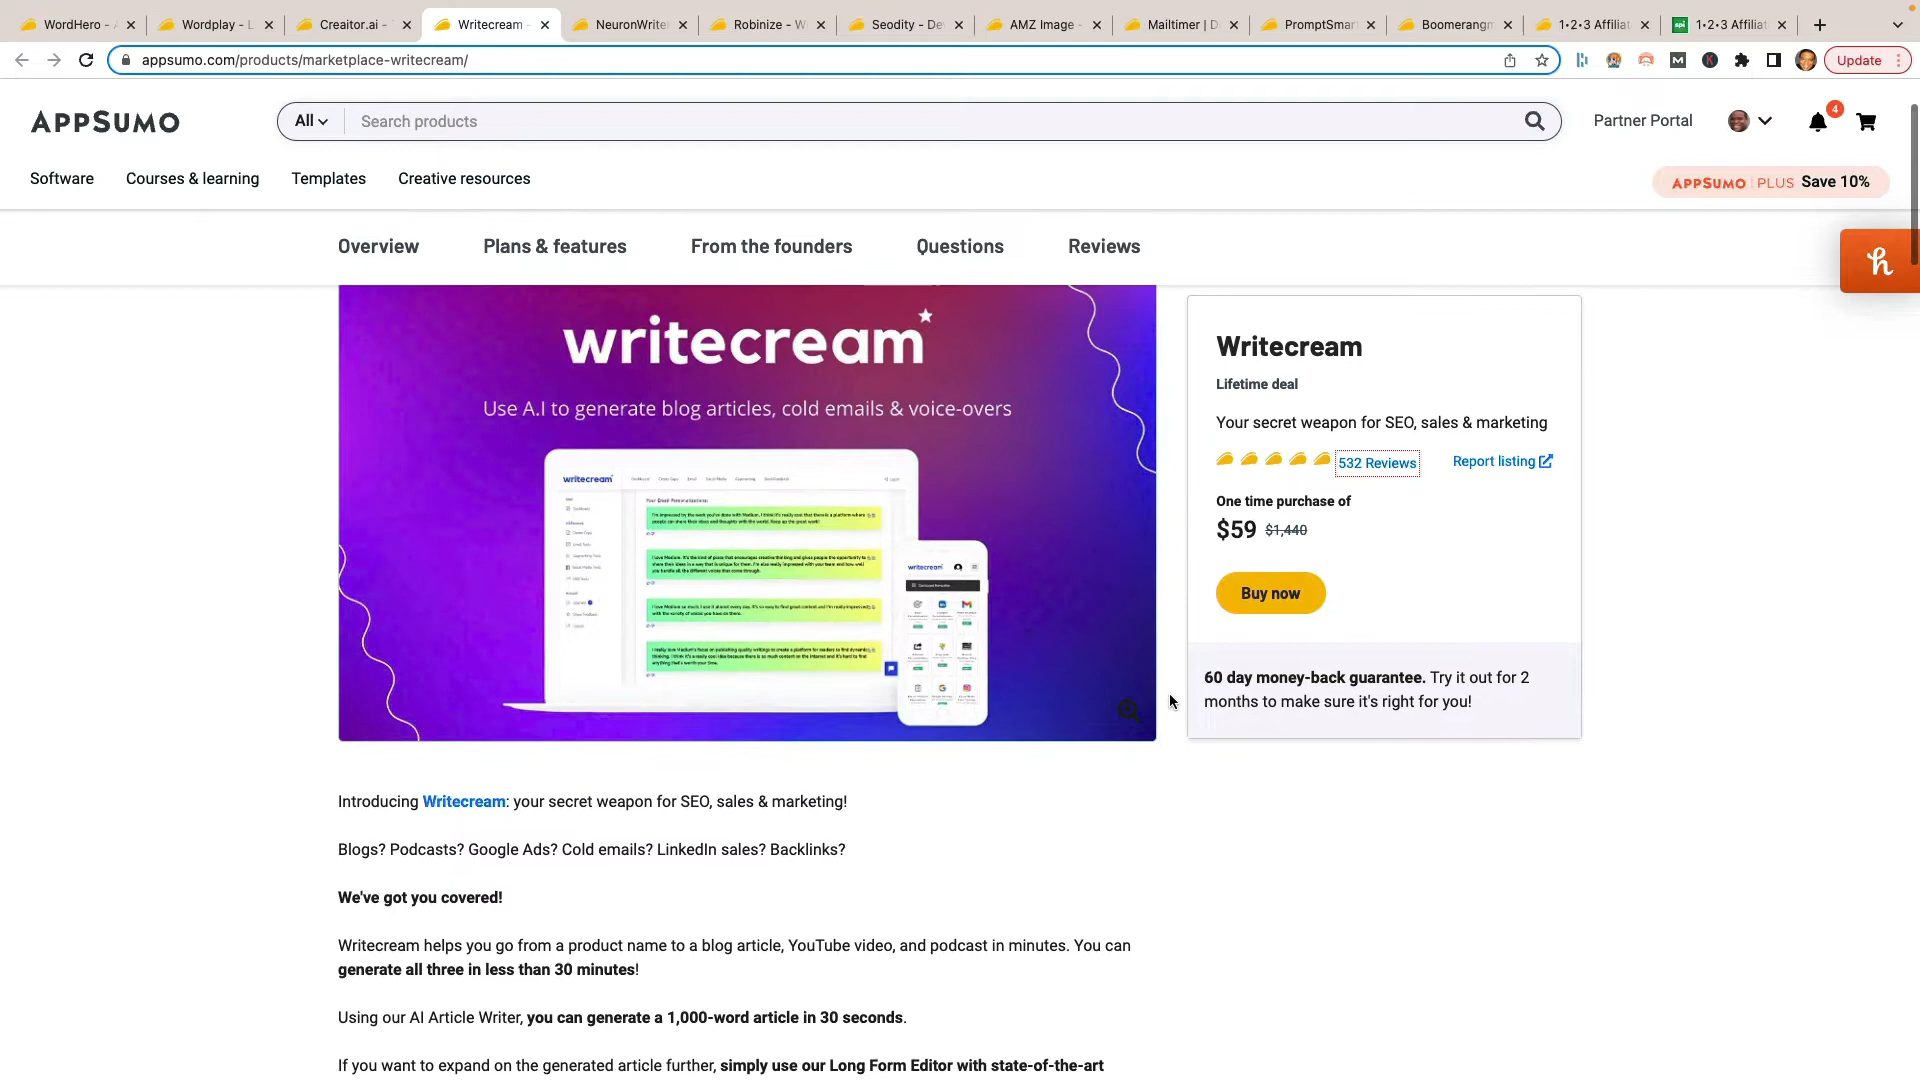 WordHero - A
Wordplay - L
Creaitor.ai -
Writecream -
NeuronWrite
Robinize - W
Seodity - De
AMZ Image -
Mailtimer | D
PromptSmar
Boomerangm
1•2•3 Affiliat
1•2•3 Affiliat
appsumo.com/products/marketplace-writecream/
Update
APPSUMO
All
Search products
Partner Portal
4
Software
Courses & learning
Templates
Creative resources
APPSUMO | PLUS Save 10%
Overview
Plans & features
From the founders
Questions
Reviews
writecream
Use A.I to generate blog articles, cold emails & voice-overs
writecream
Your Email Personalizations:
writecream
Writecream
Lifetime deal
Your secret weapon for SEO, sales & marketing
532 Reviews
Report listing
One time purchase of
$59 $1,440
Buy now
60 day money-back guarantee. Try it out for 2
months to make sure it's right for you!
Introducing Writecream: your secret weapon for SEO, sales & marketing!
Blogs? Podcasts? Google Ads? Cold emails? LinkedIn sales? Backlinks?
We've got you covered!
Writecream helps you go from a product name to a blog article, YouTube video, and podcast in minutes. You can
generate all three in less than 30 minutes!
Using our AI Article Writer, you can generate a 1,000-word article in 30 seconds.
If you want to expand on the generated article further, simply use our Long Form Editor with state-of-the-art